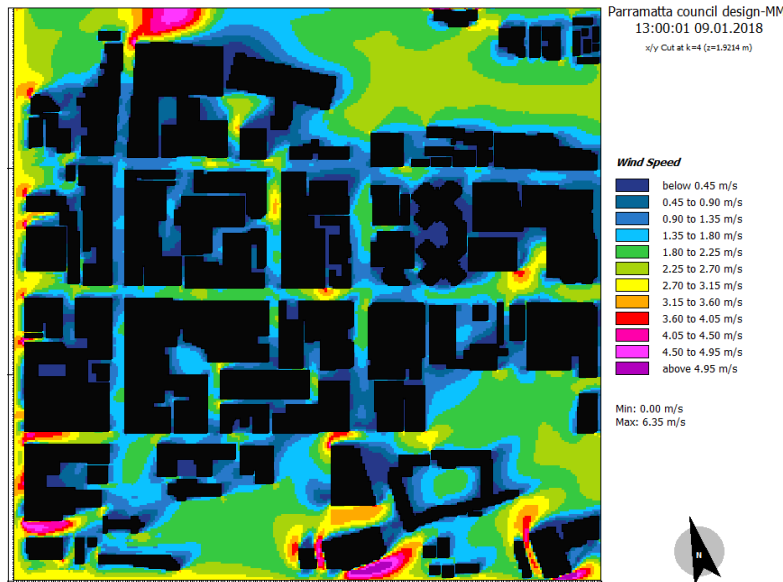 Parramatta council design-MM
13:00:01 09.01.2018
x/y Cut at k=4 (z=1.9214 m)
Wind Speed
below 0.45 m/s
0.45 to 0.90 m/s
0.90 to 1.35 m/s
1.35 to 1.80 m/s
1.80 to 2.25 m/s
2.25 to 2.70 m/s
2.70 to 3.15 m/s
3.15 to 3.60 m/s
3.60 to 4.05 m/s
4.05 to 4.50 m/s
4.50 to 4.95 m/s
above 4.95 m/s
Min: 0.00 m/s
Max: 6.35 m/s
N